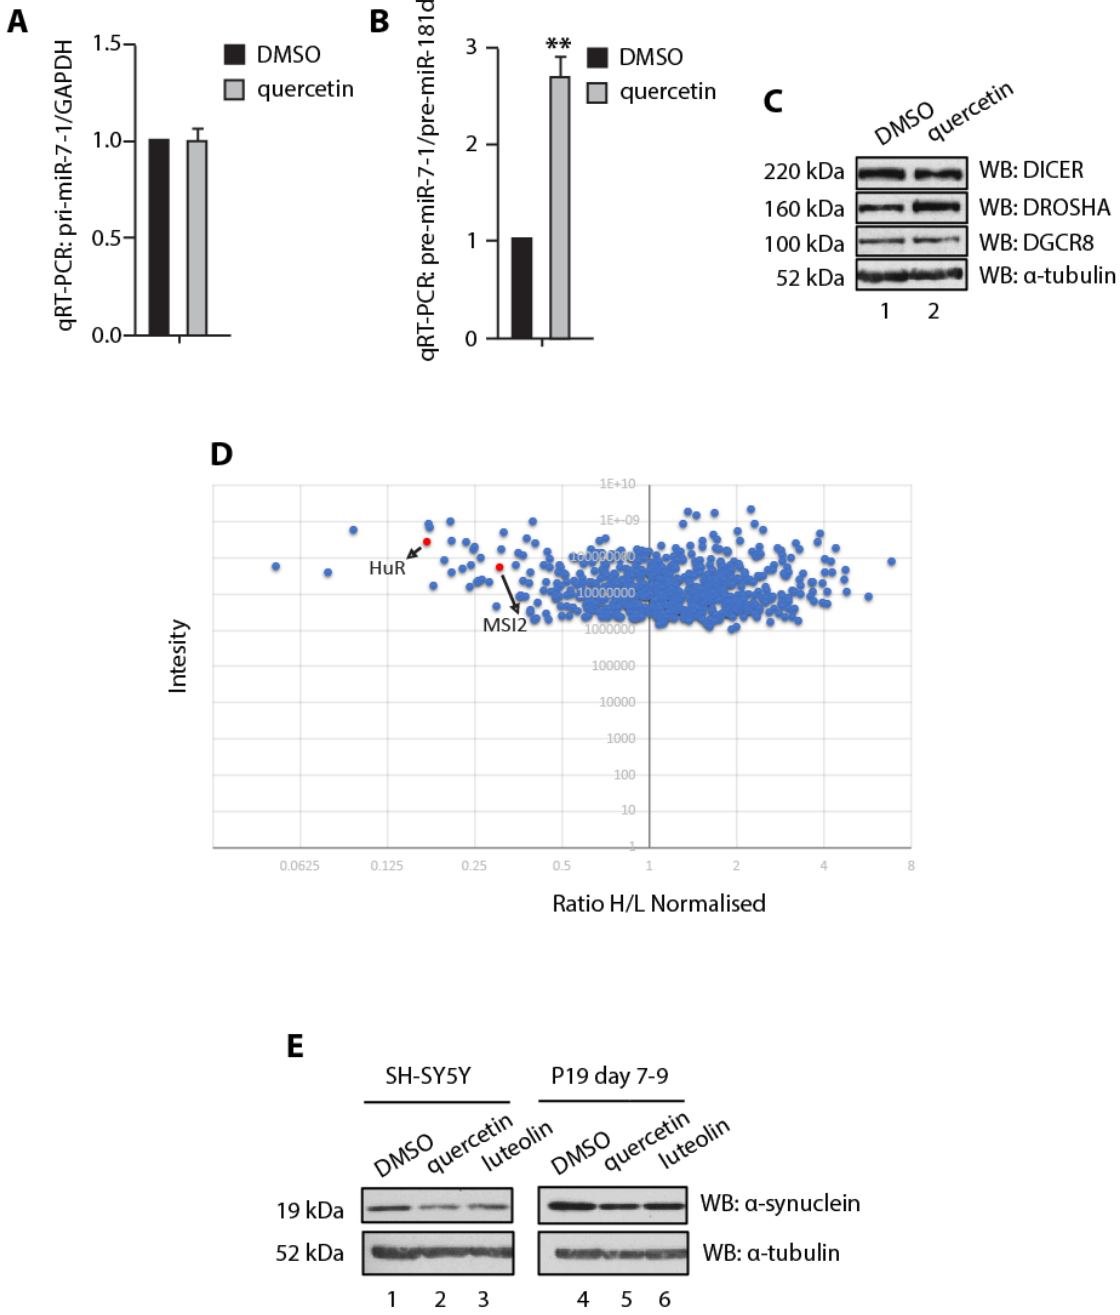 A
qRT-PCR: pri-miR-7-1/GAPDH
1.5
1.0
0.5
0.0
DMSO
quercetin
B
qRT-PCR: pre-miR-7-1/pre-miR-181d
3
2
1
0
**
DMSO
quercetin
C
DMSO
quercetin
220 kDa WB: DICER
160 kDa WB: DROSHA
100 kDa WB: DGCR8
52 kDa WB: α-tubulin
1 2
D
Intesity
1E+10
1E+09
100000000
10000000
1000000
100000
10000
1000
100
10
1
HuR
MSI2
0.0625 0.125 0.25 0.5 1 2 4 8
Ratio H/L Normalised
E
SH-SY5Y P19 day 7-9
DMSO quercetin luteolin DMSO quercetin luteolin
19 kDa WB: α-synuclein
52 kDa WB: α-tubulin
1 2 3 4 5 6